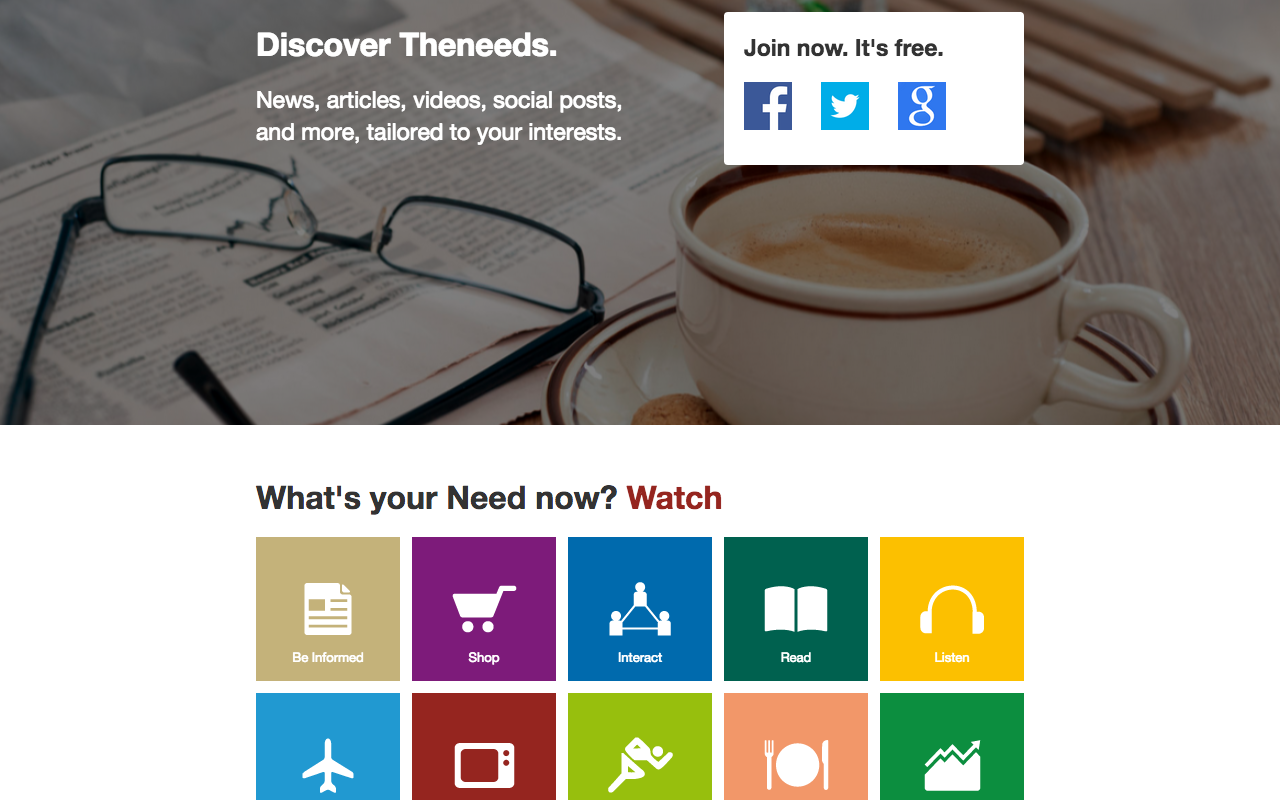 Discover Theneeds.
News, articles, videos, social posts,
and more, tailored to your interests.
Join now. It's free.
What's your Need now? Watch
Be Informed
Shop
Interact
Read
Listen